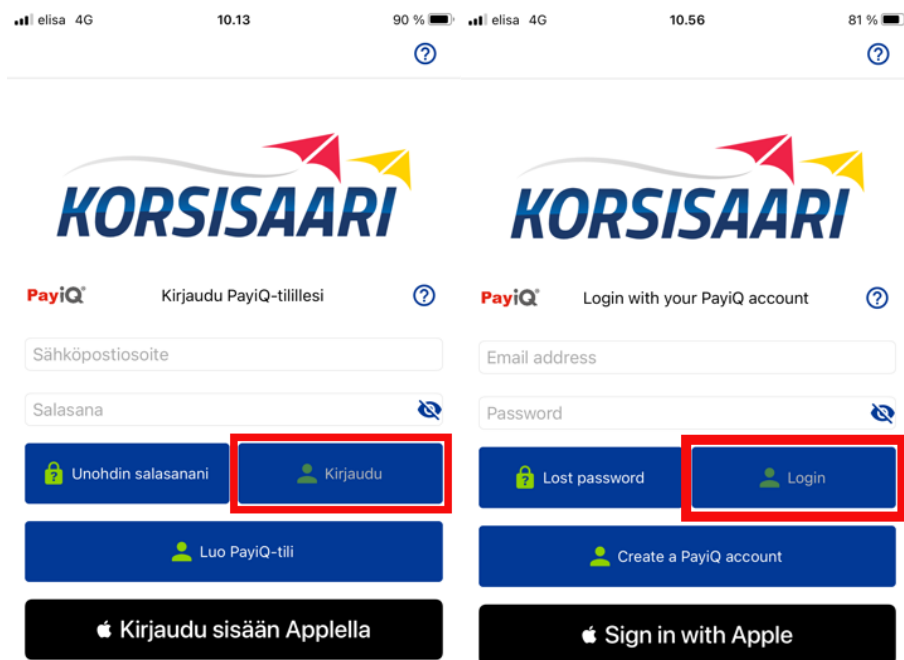 elisa 4G 10.13 90 %
KORSISAARI
PayiQ Kirjaudu PayiQ-tilillesi
Sähköpostiosoite
Salasana
Unohdin salasanani Kirjaudu
Luo PayiQ-tili
Kirjaudu sisään Applella
elisa 4G 10.56 81 %
KORSISAARI
PayiQ Login with your PayiQ account
Email address
Password
Lost password Login
Create a PayiQ account
Sign in with Apple